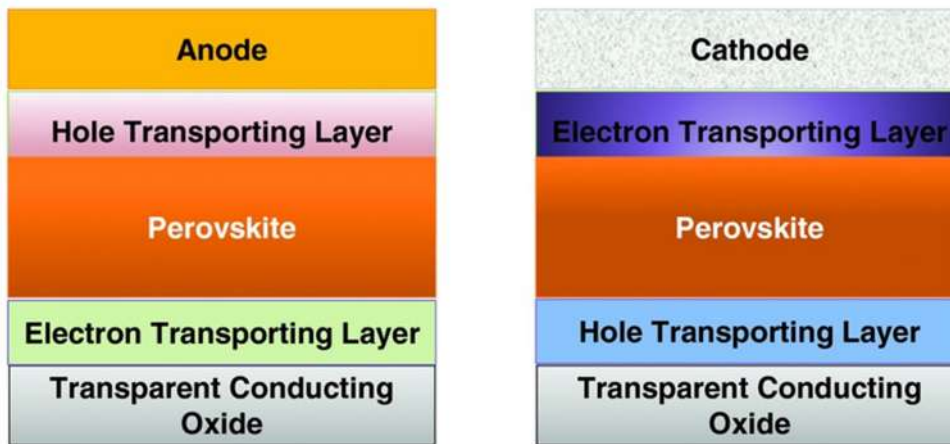 Anode
Hole Transporting Layer
Perovskite
Electron Transporting Layer
Transparent Conducting
Oxide
Cathode
Electron Transporting Layer
Perovskite
Hole Transporting Layer
Transparent Conducting
Oxide